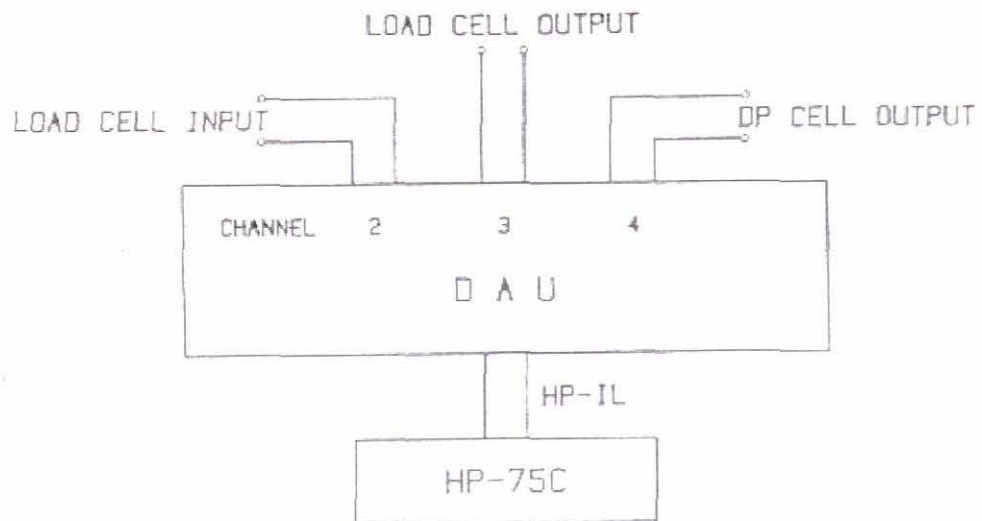 LOAD CELL OUTPUT
LOAD CELL INPUT
DP CELL OUTPUT
CHANNEL 2 3 4
D A U
HP-IL
HP-75C